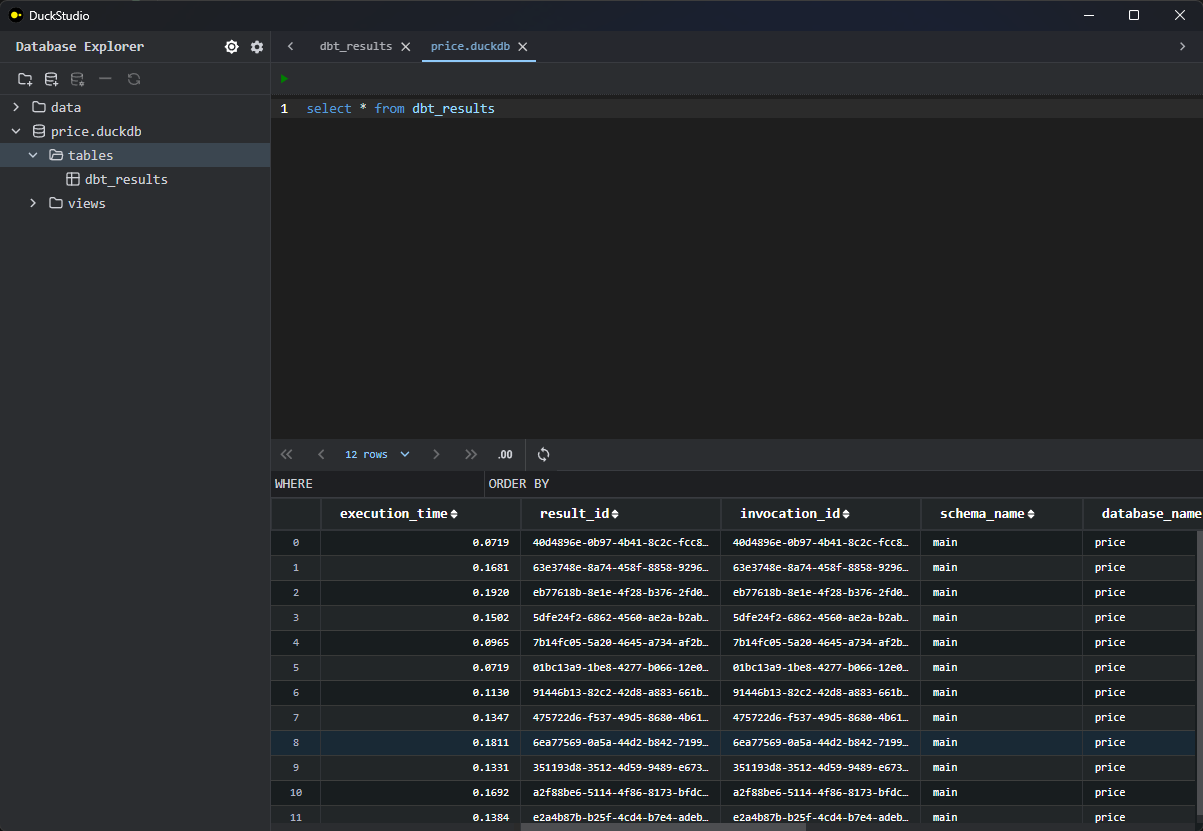 DuckStudio
Database Explorer
dbt_results price.duckdb
data
price.duckdb
tables
dbt_results
views
1 select * from dbt_results
12 rows .00
WHERE ORDER BY
execution_time result_id invocation_id schema_name database_name
0 0.0719 40d4896e-0b97-4b41-8c2c-fcc8… 40d4896e-0b97-4b41-8c2c-fcc8… main price
1 0.1681 63e3748e-8a74-458f-8858-9296… 63e3748e-8a74-458f-8858-9296… main price
2 0.1920 eb77618b-8e1e-4f28-b376-2fd0… eb77618b-8e1e-4f28-b376-2fd0… main price
3 0.1502 5dfe24f2-6862-4560-ae2a-b2ab… 5dfe24f2-6862-4560-ae2a-b2ab… main price
4 0.0965 7b14fc05-5a20-4645-a734-af2b… 7b14fc05-5a20-4645-a734-af2b… main price
5 0.0719 01bc13a9-1be8-4277-b066-12e0… 01bc13a9-1be8-4277-b066-12e0… main price
6 0.1130 91446b13-82c2-42d8-a883-661b… 91446b13-82c2-42d8-a883-661b… main price
7 0.1347 475722d6-f537-49d5-8680-4b61… 475722d6-f537-49d5-8680-4b61… main price
8 0.1811 6ea77569-0a5a-44d2-b842-7199… 6ea77569-0a5a-44d2-b842-7199… main price
9 0.1331 351193d8-3512-4d59-9489-e673… 351193d8-3512-4d59-9489-e673… main price
10 0.1692 a2f88be6-5114-4f86-8173-bfdc… a2f88be6-5114-4f86-8173-bfdc… main price
11 0.1384 e2a4b87b-b25f-4cd4-b7e4-adeb… e2a4b87b-b25f-4cd4-b7e4-adeb… main price